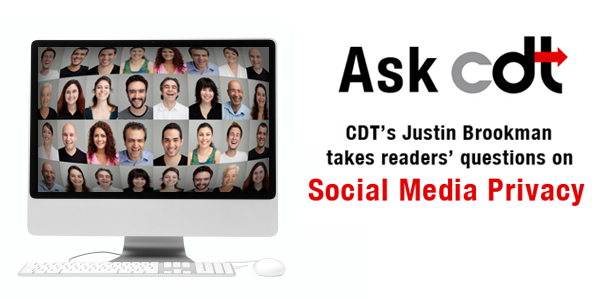 Ask cdt
CDT’s Justin Brookman
takes readers’ questions on
Social Media Privacy